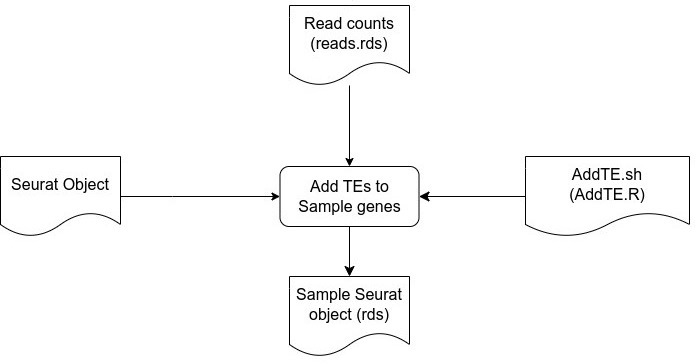 Read counts
(reads.rds)
Seurat Object
Add TEs to
Sample genes
AddTE.sh
(AddTE.R)
Sample Seurat
object (rds)